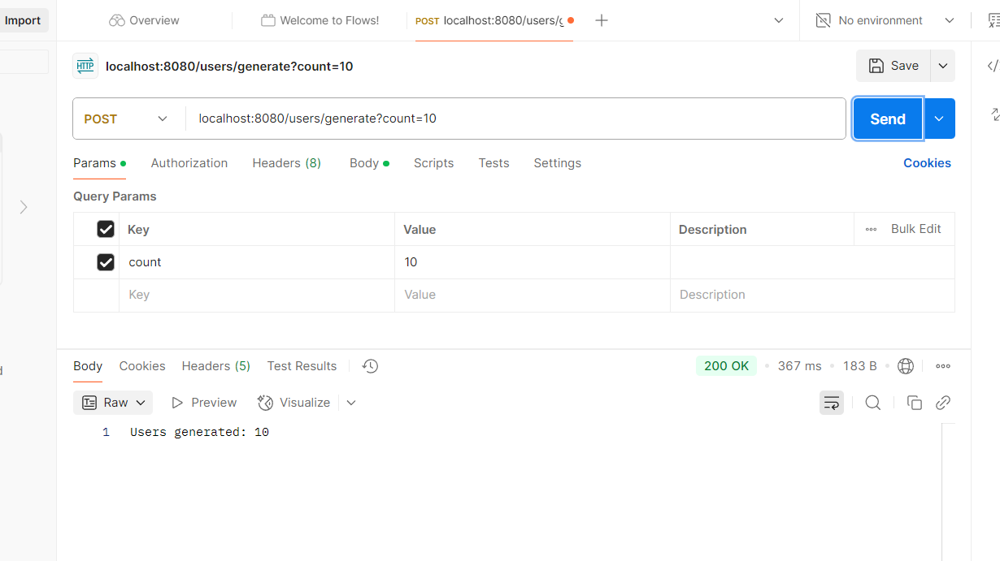 Import
Overview
Welcome to Flows!
POST localhost:8080/users/g
No environment
HTTP localhost:8080/users/generate?count=10
Save
POST localhost:8080/users/generate?count=10
Send
Params Authorization Headers (8) Body Scripts Tests Settings Cookies
Query Params
Key Value Description Bulk Edit
count 10
Key Value Description
Body Cookies Headers (5) Test Results 200 OK 367 ms 183 B
Raw Preview Visualize
1 Users generated: 10